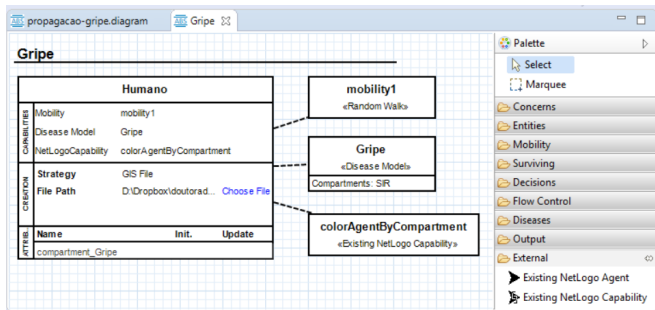 propagacao-gripe.diagram
Gripe
Gripe
Humano
CAPABILITIES
Mobility mobility1
Disease Model Gripe
NetLogoCapability colorAgentByCompartment
CREATION
Strategy GIS File
File Path D:\Dropbox\doutorad... Choose File
ATTRIB.
Name Init. Update
compartment_Gripe
mobility1
«Random Walk»
Gripe
«Disease Model»
Compartments: SIR
colorAgentByCompartment
«Existing NetLogo Capability»
Palette
Select
Marquee
Concerns
Entities
Mobility
Surviving
Decisions
Flow Control
Diseases
Output
External
Existing NetLogo Agent
Existing NetLogo Capability